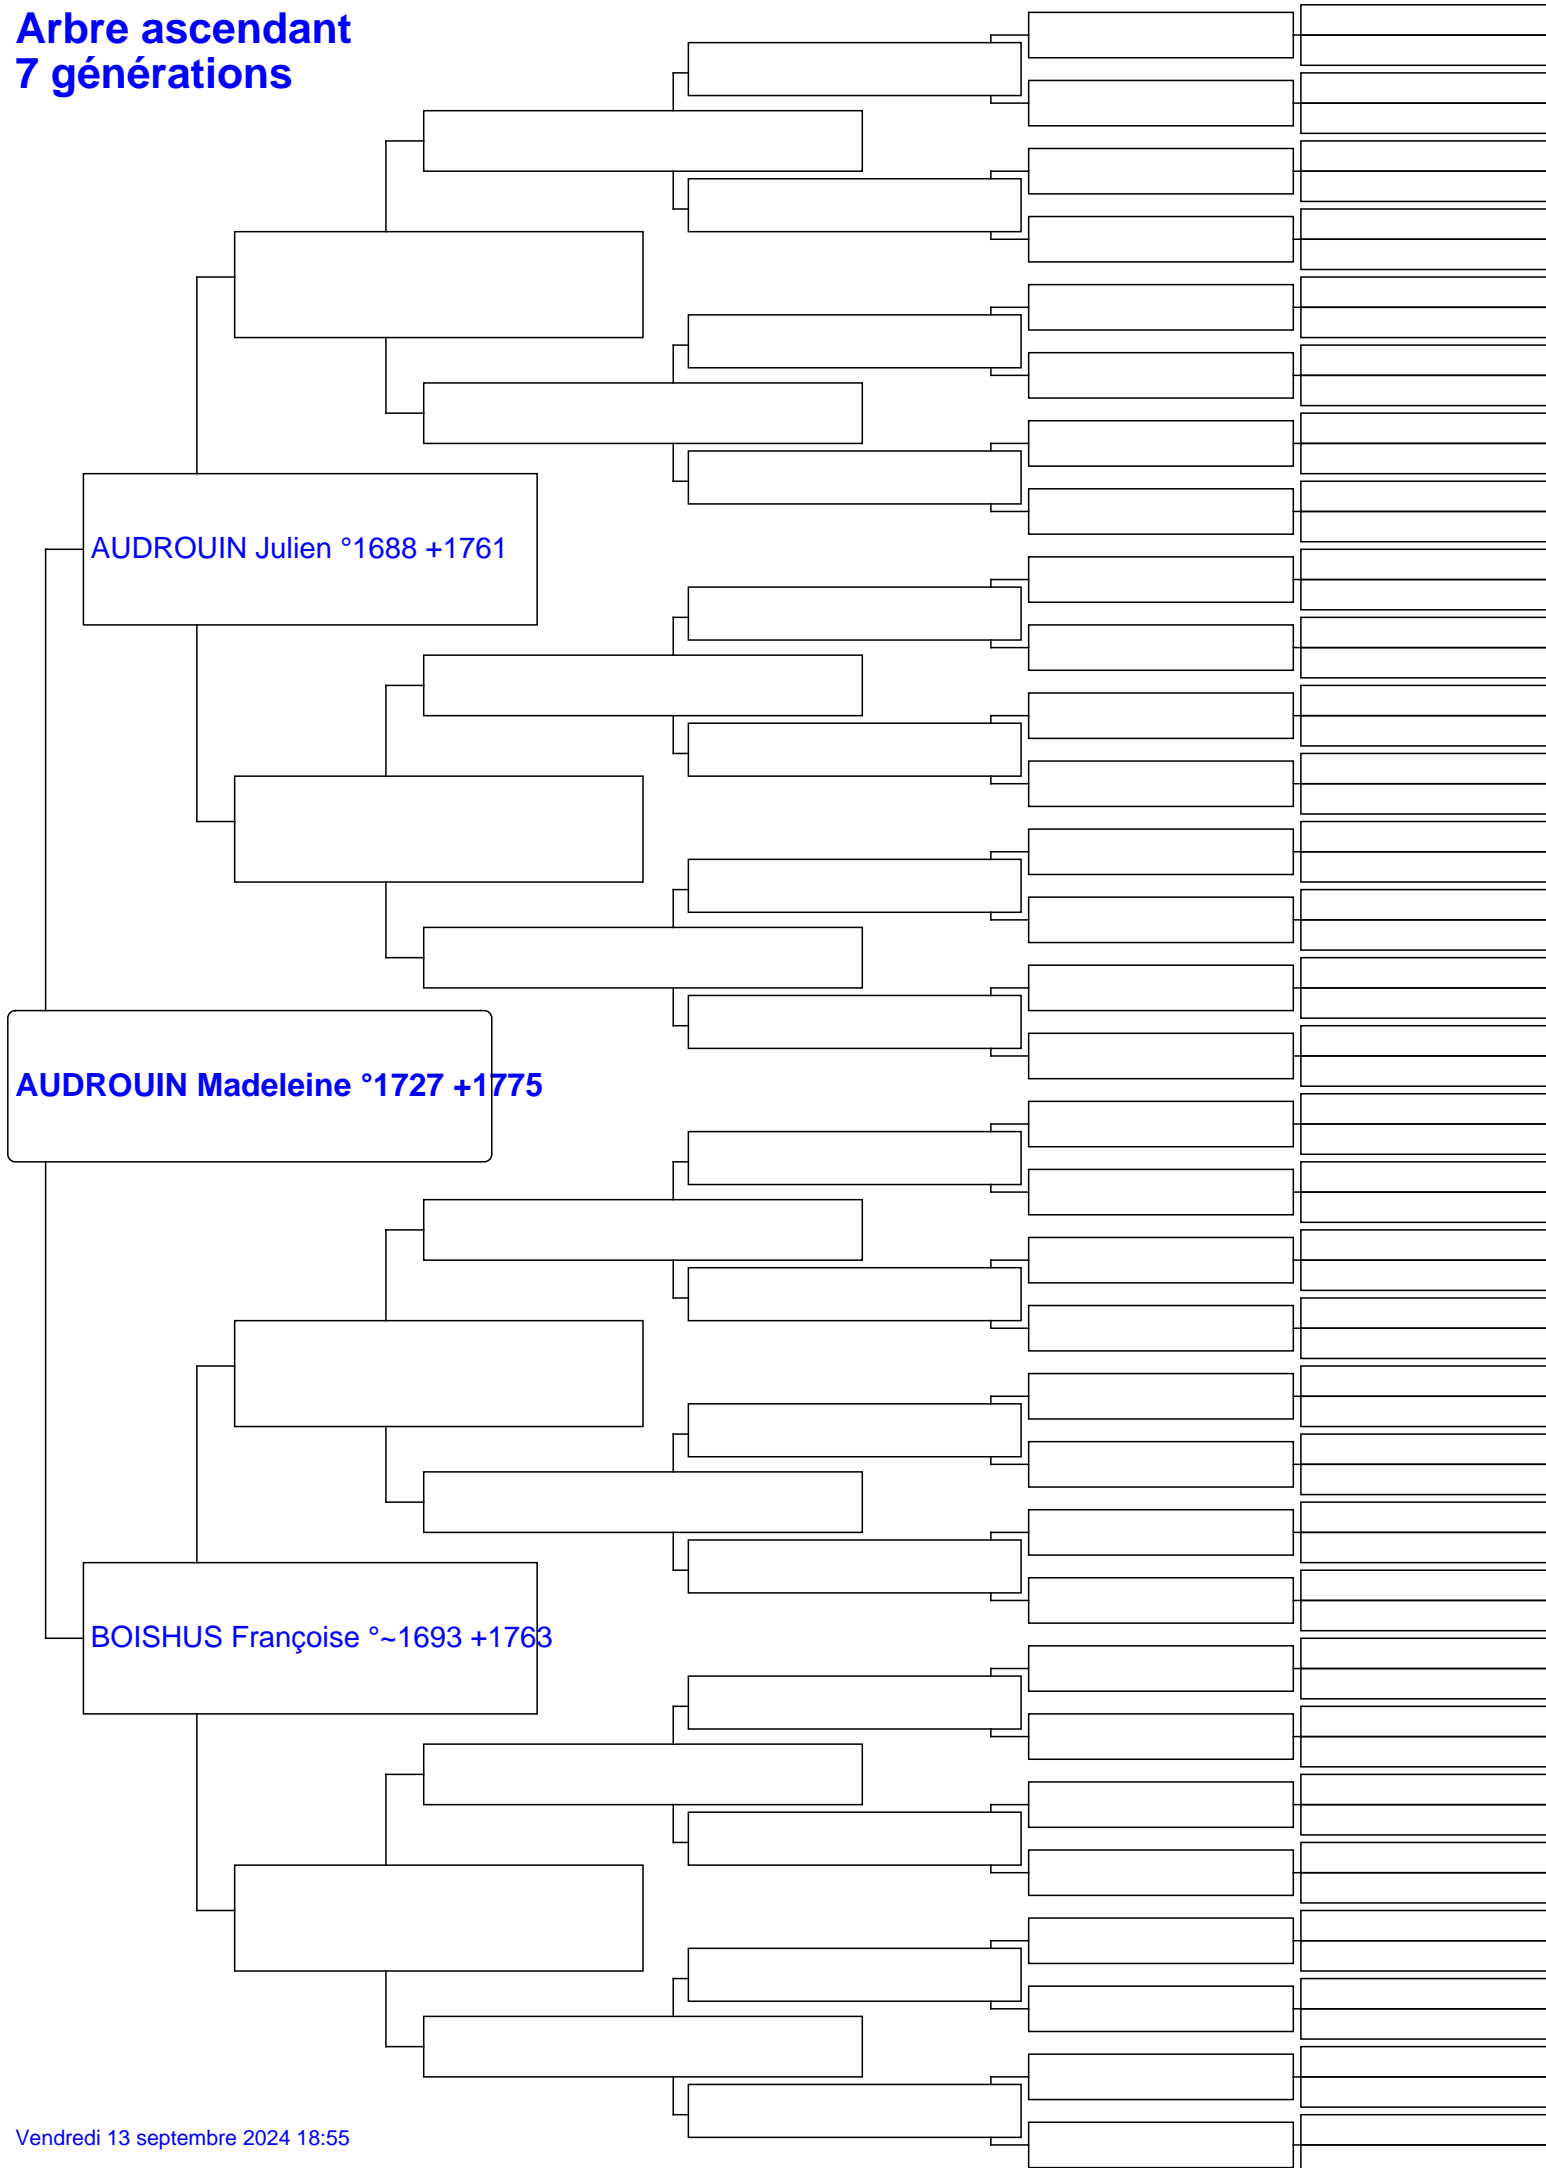 Arbre ascendant
7 générations
AUDROUIN Julien °1688 +1761
AUDROUIN Madeleine °1727 +1775
BOISHUS Françoise °~1693 +1763
Vendredi 13 septembre 2024 18:55